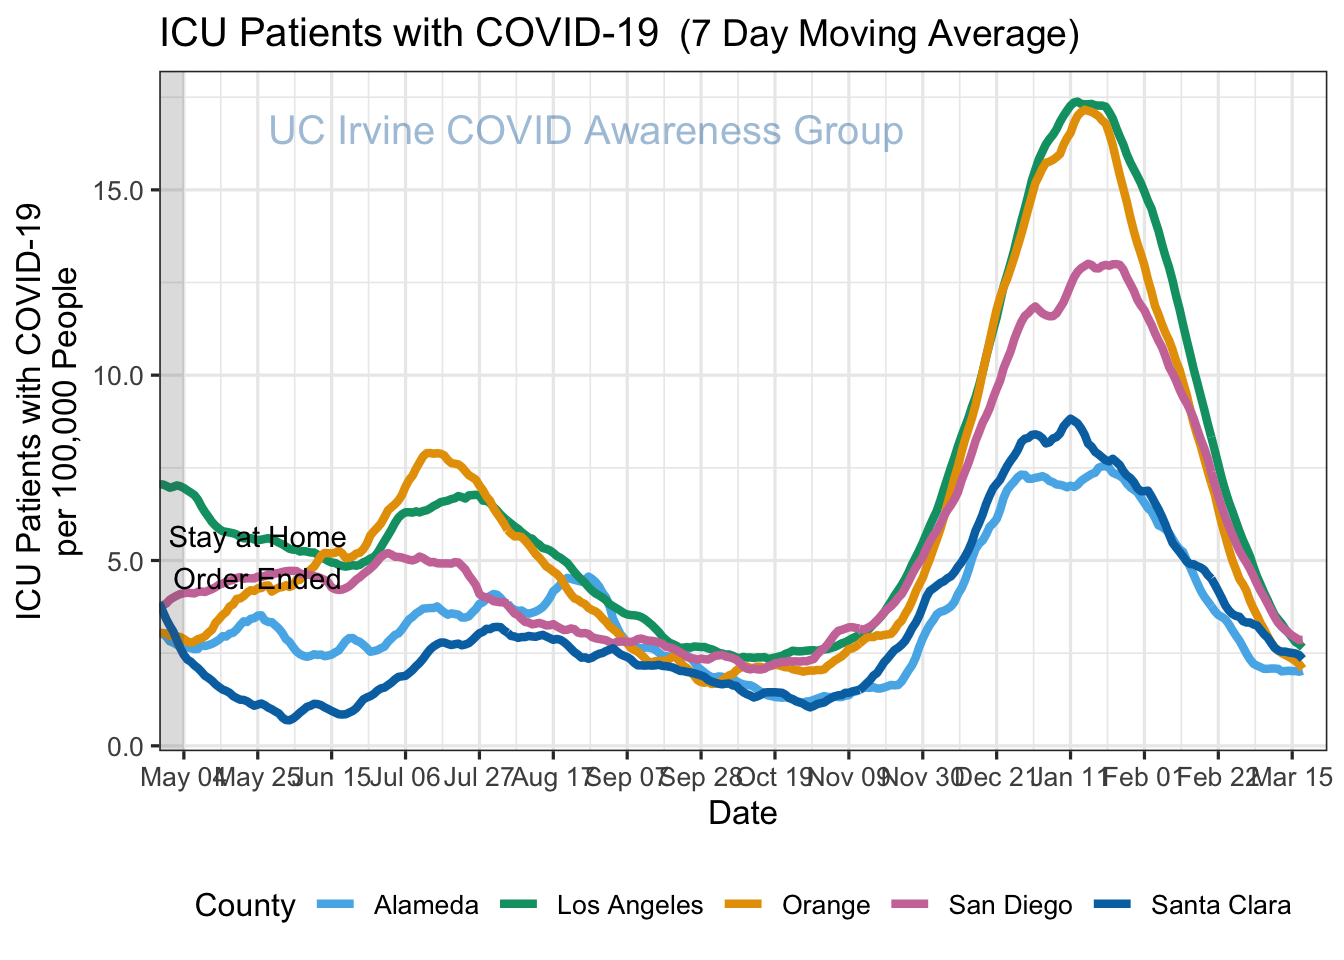 ICU Patients with COVID-19 (7 Day Moving Average)
UC Irvine COVID Awareness Group
ICU Patients with COVID-19
per 100,000 People
15.0
10.0
5.0
0.0
Stay at Home
Order Ended
May 04 May 25 Jun 15 Jul 06 Jul 27 Aug 17 Sep 07 Sep 28 Oct 19 Nov 09 Nov 30 Dec 21 Jan 11 Feb 01 Feb 22 Mar 15
Date
County Alameda Los Angeles Orange San Diego Santa Clara